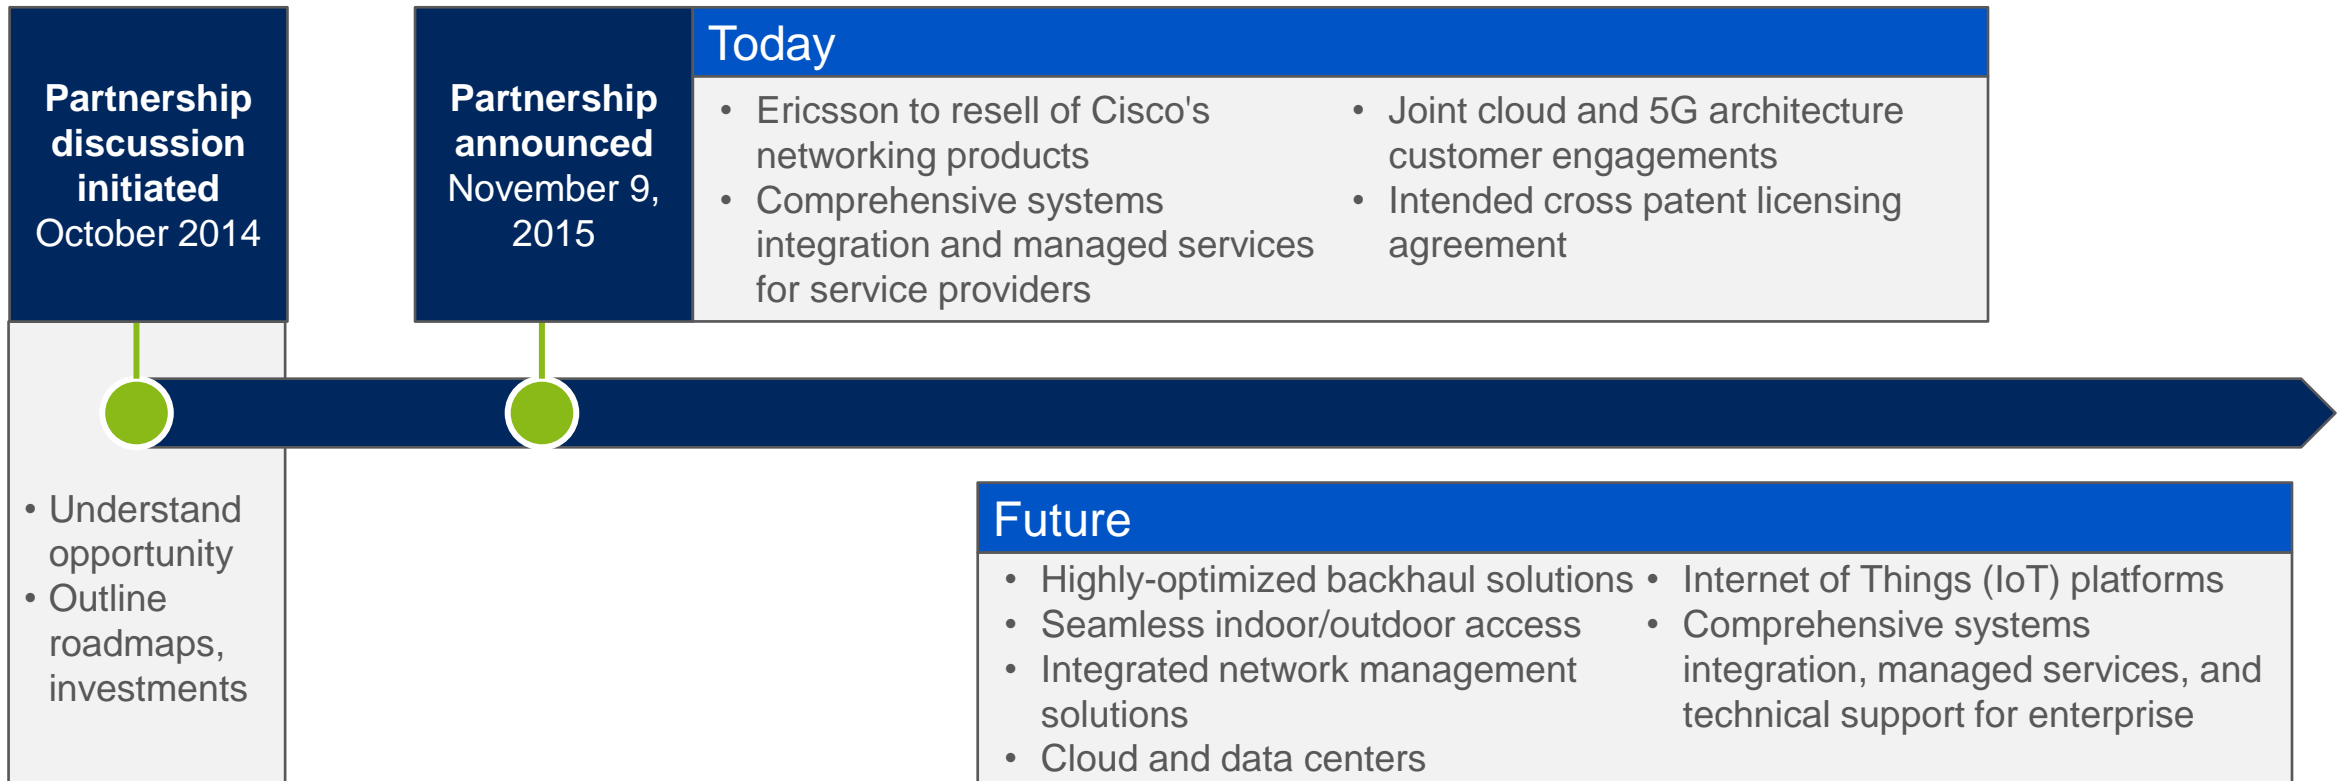 Partnership
discussion
initiated
October 2014
• Understand
opportunity
• Outline
roadmaps,
investments
Partnership
announced
November 9,
2015
Today
• Ericsson to resell of Cisco's
networking products
• Comprehensive systems
integration and managed services
for service providers
• Joint cloud and 5G architecture
customer engagements
• Intended cross patent licensing
agreement
Future
• Highly-optimized backhaul solutions
• Seamless indoor/outdoor access
• Integrated network management
solutions
• Cloud and data centers
• Internet of Things (IoT) platforms
• Comprehensive systems
integration, managed services, and
technical support for enterprise